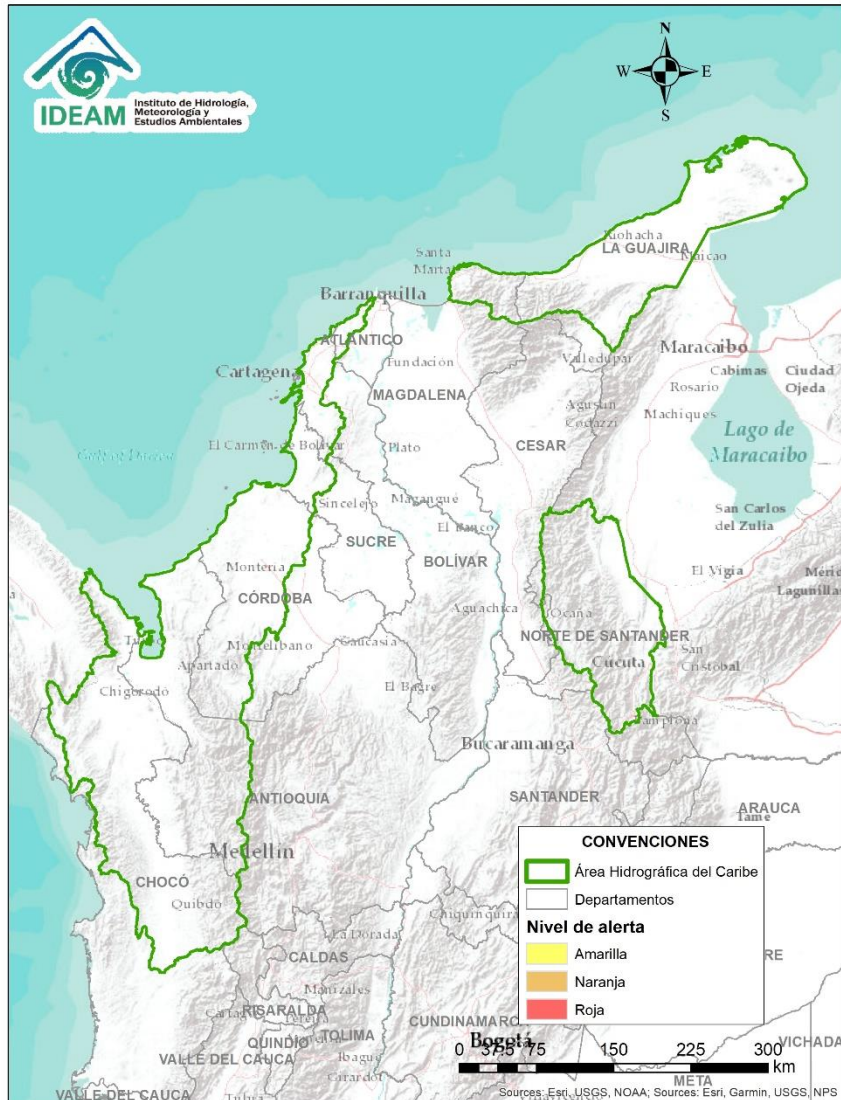 IDEAM
Instituto de Hidrología,
Meteorología y
Estudios Ambientales
N
W
E
S
Riohacha
LA GUAJIRA
Maicao
Santa
Marta
Barranquilla
ATLÁNTICO
Cartagena
Fundación
Valledupar
Maracaibo
Cabimas
Ciudad
Ojeda
Rosario
Machiques
MAGDALENA
Agustín
Codazzi
CESAR
Lago de
Maracaibo
El Carmen de Bolívar
Plato
Sincelejo
Magangué
San Carlos
del Zulia
El Banco
SUCRE
BOLÍVAR
Montería
El Vigía
CÓRDOBA
Lagunillas
Aguachica
Ocaña
NORTE DE SANTANDER
Montelíbano
Caucasia
San
Cristóbal
Apartadó
Cúcuta
El Bagre
Chigorodó
Pamplona
Bucaramanga
ANTIOQUIA
SANTANDER
ARAUCA
Tame
Medellín
CHOCÓ
Quibdó
La Dorada
CALDAS
Manizales
RISARALDA
Pereira
QUINDÍO
TOLIMA
Ibagué
Girardot
CUNDINAMARC
Bogotá
VALLE DEL CAUCA
VALLE DEL CAUCA
Tuluá
VICHADA
META
CONVENCIONES
Área Hidrográfica del Caribe
Departamentos
Nivel de alerta
Amarilla
Naranja
Roja
0 37.5 75 150 225 300
km
Sources: Esri, USGS, NOAA; Sources: Esri, Garmin, USGS, NPS